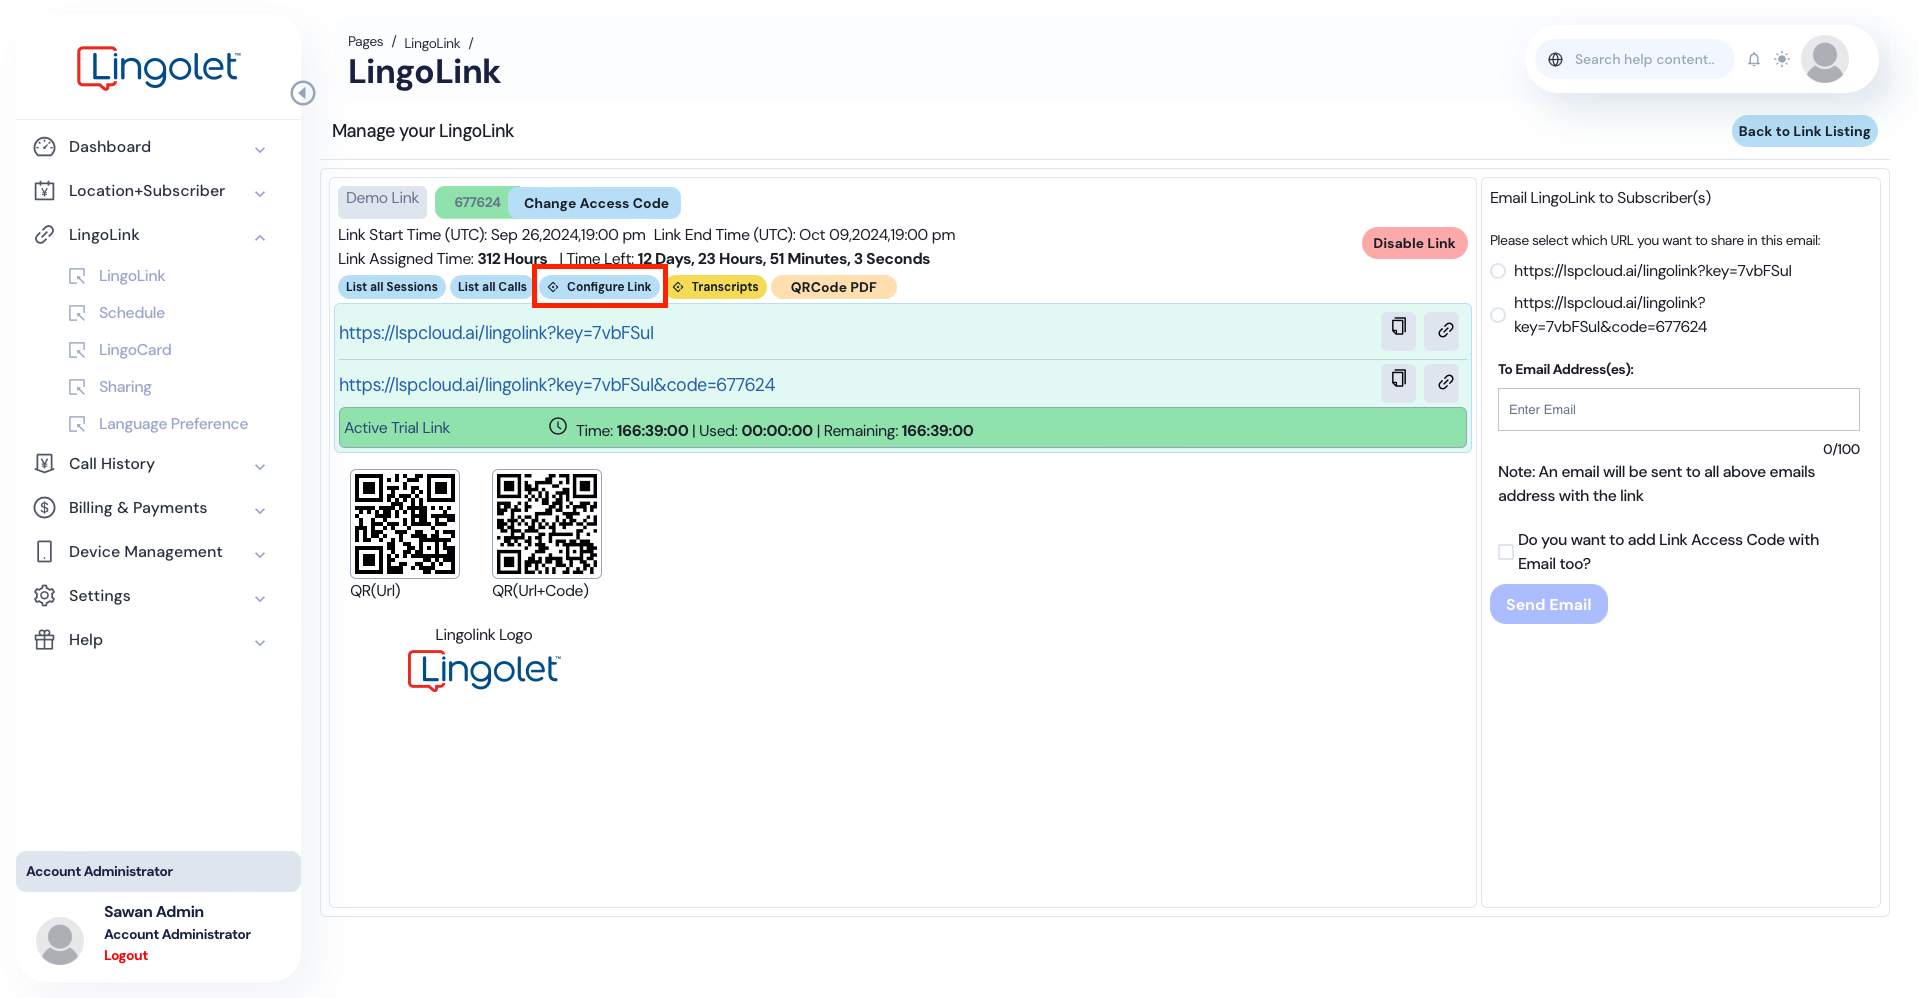 Lingolet™
Dashboard
Location+Subscriber
LingoLink
LingoLink
Schedule
LingoCard
Sharing
Language Preference
Call History
Billing & Payments
Device Management
Settings
Help
Account Administrator
Sawan Admin
Account Administrator
Logout
Pages / LingoLink /
LingoLink
Search help content..
Manage your LingoLink
Back to Link Listing
Demo Link 677624 Change Access Code
Link Start Time (UTC): Sep 26,2024,19:00 pm Link End Time (UTC): Oct 09,2024,19:00 pm
Link Assigned Time: 312 Hours | Time Left: 12 Days, 23 Hours, 51 Minutes, 3 Seconds
Disable Link
List all Sessions List all Calls Configure Link Transcripts QRCode PDF
https://lspcloud.ai/lingolink?key=7vbFSuI
https://lspcloud.ai/lingolink?key=7vbFSuI&code=677624
Active Trial Link Time: 166:39:00 | Used: 00:00:00 | Remaining: 166:39:00
QR(Url) QR(Url+Code)
Lingolink Logo
Lingolet™
Email LingoLink to Subscriber(s)
Please select which URL you want to share in this email:
https://lspcloud.ai/lingolink?key=7vbFSuI
https://lspcloud.ai/lingolink?
key=7vbFSuI&code=677624
To Email Address(es):
Enter Email
0/100
Note: An email will be sent to all above emails
address with the link
Do you want to add Link Access Code with
Email too?
Send Email